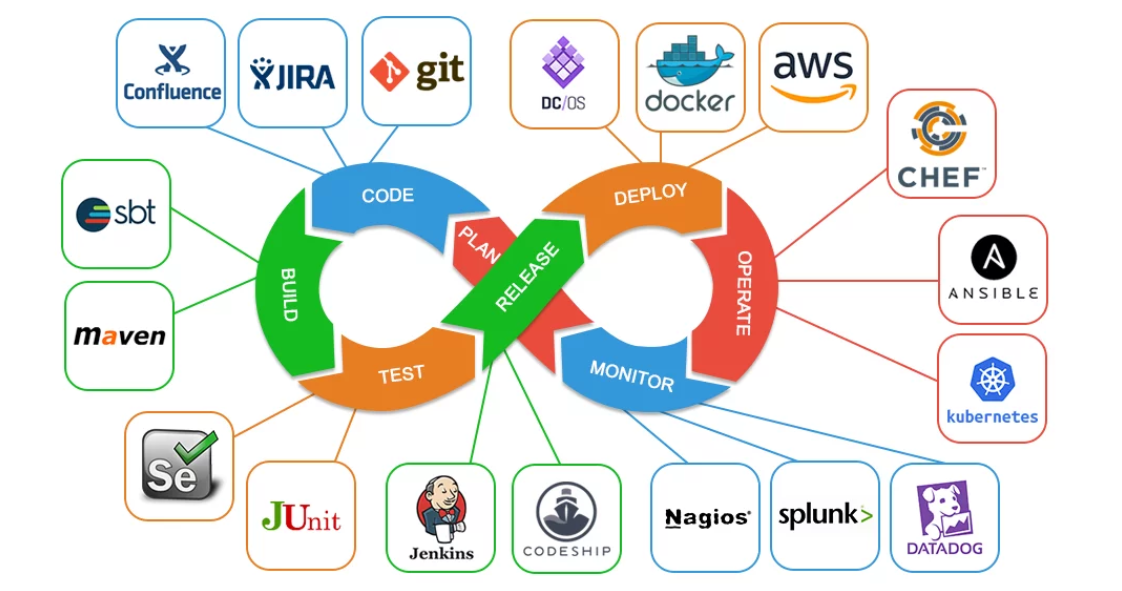 Confluence
JIRA
git
DC/OS
docker
aws
CHEF™
sbt
CODE
DEPLOY
PLAN
RELEASE
BUILD
OPERATE
ANSIBLE
maven
TEST
MONITOR
kubernetes
Se
JUnit
Jenkins
CODESHIP
Nagios®
splunk>
DATADOG